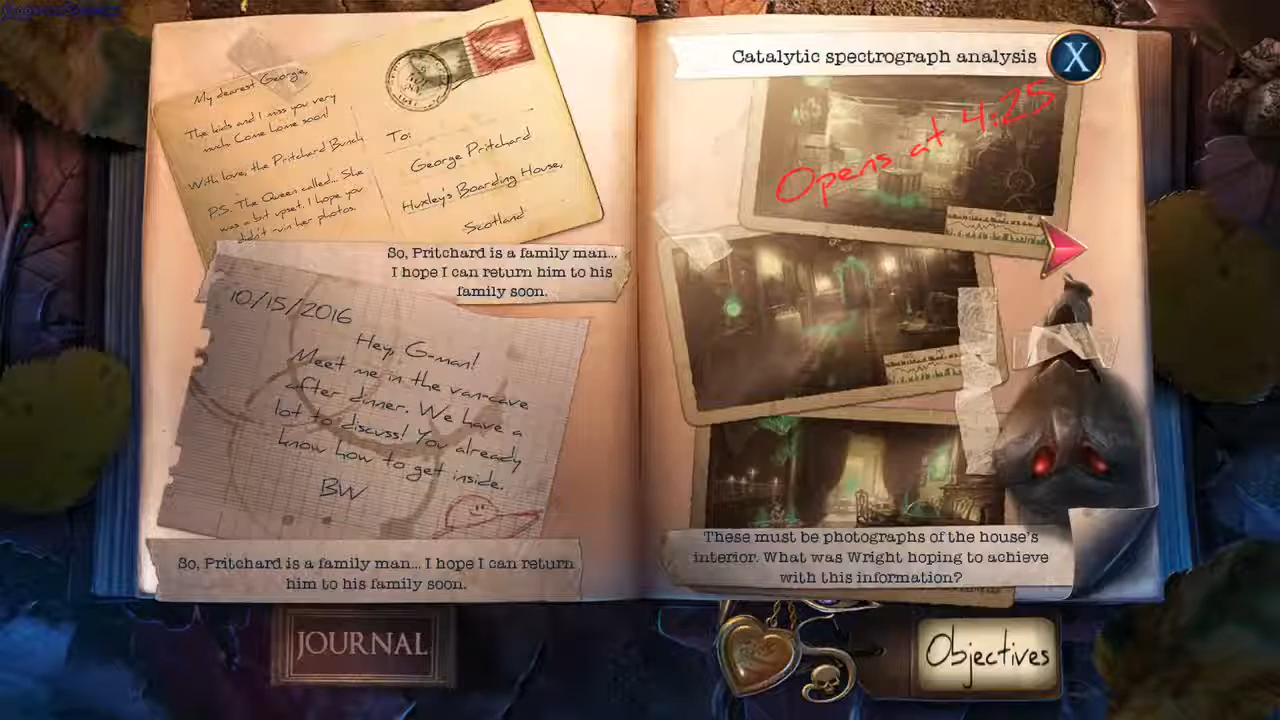 My dearest George,
The kids and I miss you very
much. Come home soon!
With love, the Pritchard Bunch
P.S. The Queen called... She
was a bit upset. I hope you
didn't ruin her photos.
To:
George Pritchard
Huxley's Boarding House,
Scotland
So, Pritchard is a family man...
I hope I can return him to his
family soon.
10/15/2016
Hey, G-man!
Meet me in the van-cave
after dinner. We have a
lot to discuss! You already
know how to get inside.
BW
So, Pritchard is a family man... I hope I can return
him to his family soon.
JOURNAL
Catalytic spectrograph analysis
X
Opens at 4:25
These must be photographs of the house's
interior. What was Wright hoping to achieve
with this information?
Objectives